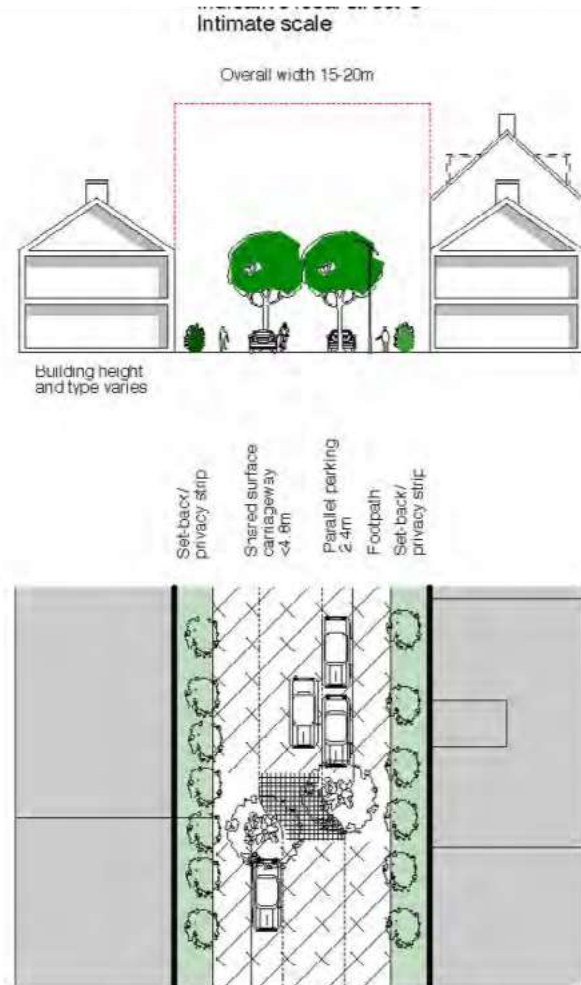 Intimate scale
Overall width 15-20m
Building height
and type varies
Set-back/
privacy strip
Shared surface
carriageway
<4.8m
Parallel parking
2.4m
Footpath
Set-back/
privacy strip